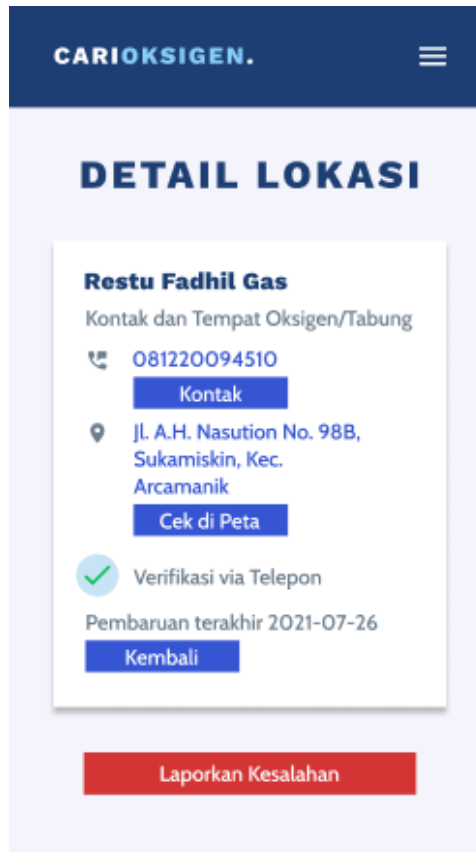 CARIOKSIGEN.
DETAIL LOKASI
Restu Fadhil Gas
Kontak dan Tempat Oksigen/Tabung
081220094510
Kontak
Jl. A.H. Nasution No. 98B,
Sukamiskin, Kec.
Arcamanik
Cek di Peta
Verifikasi via Telepon
Pembaruan terakhir 2021-07-26
Kembali
Laporkan Kesalahan